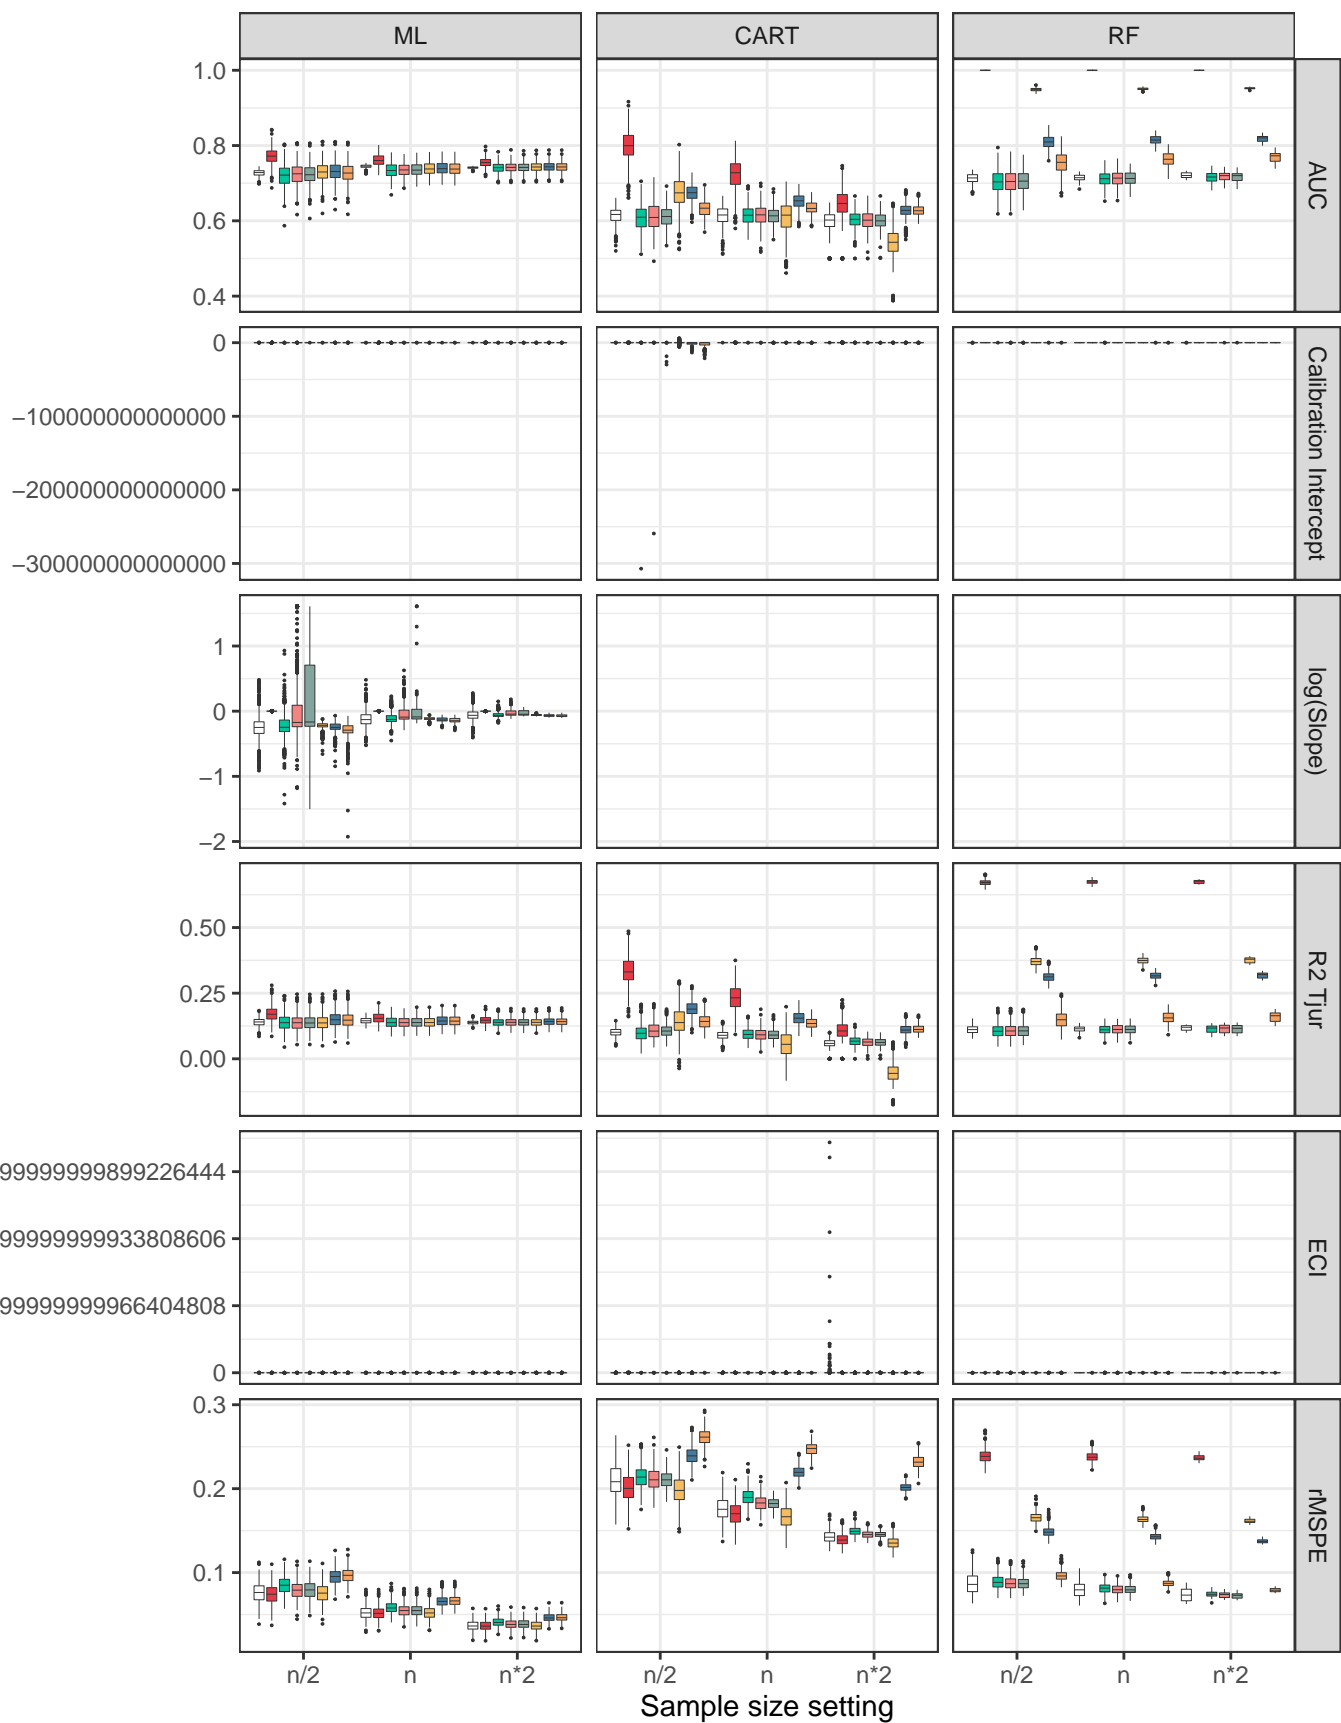 ML CART RF
1.0
0.8
0.6
0.4
AUC
0
−100000000000000
−200000000000000
−300000000000000
Calibration Intercept
1
0
−1
−2
log(Slope)
0.50
0.25
0.00
R2 Tjur
99999999899226444
99999999933808606
99999999966404808
0
ECI
0.3
0.2
0.1
rMSPE
n/2 n n*2 n/2 n n*2 n/2 n n*2
Sample size setting